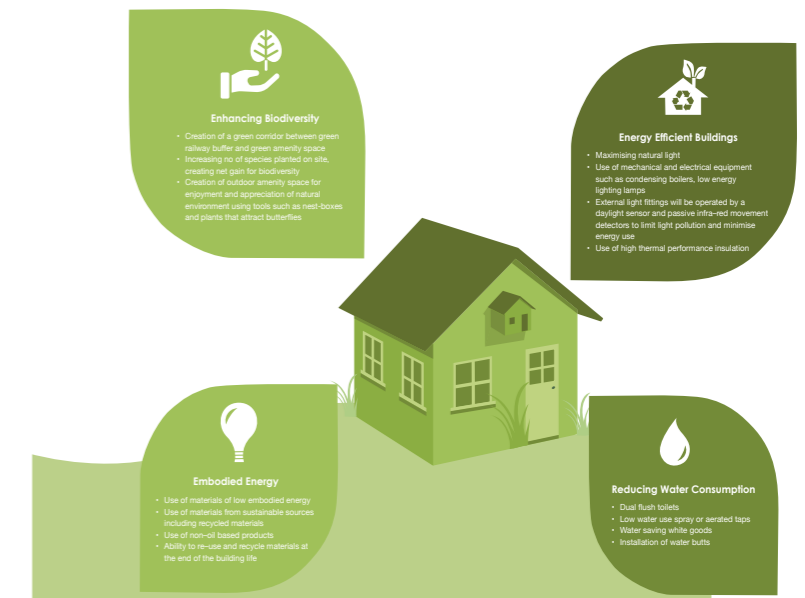 Enhancing Biodiversity
• Creation of a green corridor between green
railway buffer and green amenity space
• Increasing no of species planted on site,
creating net gain for biodiversity
• Creation of outdoor amenity space for
enjoyment and appreciation of natural
environment using tools such as nest-boxes
and plants that attract butterflies
Energy Efficient Buildings
• Maximising natural light
• Use of mechanical and electrical equipment
such as condensing boilers, low energy
lighting lamps
• External light fittings will be operated by a
daylight sensor and passive infra-red movement
detectors to limit light pollution and minimise
energy use
• Use of high thermal performance insulation
Embodied Energy
• Use of materials of low embodied energy
• Use of materials from sustainable sources
including recycled materials
• Use of non-oil based products
• Ability to re-use and recycle materials at
the end of the building life
Reducing Water Consumption
• Dual flush toilets
• Low water use spray or aerated taps
• Water saving white goods
• Installation of water butts